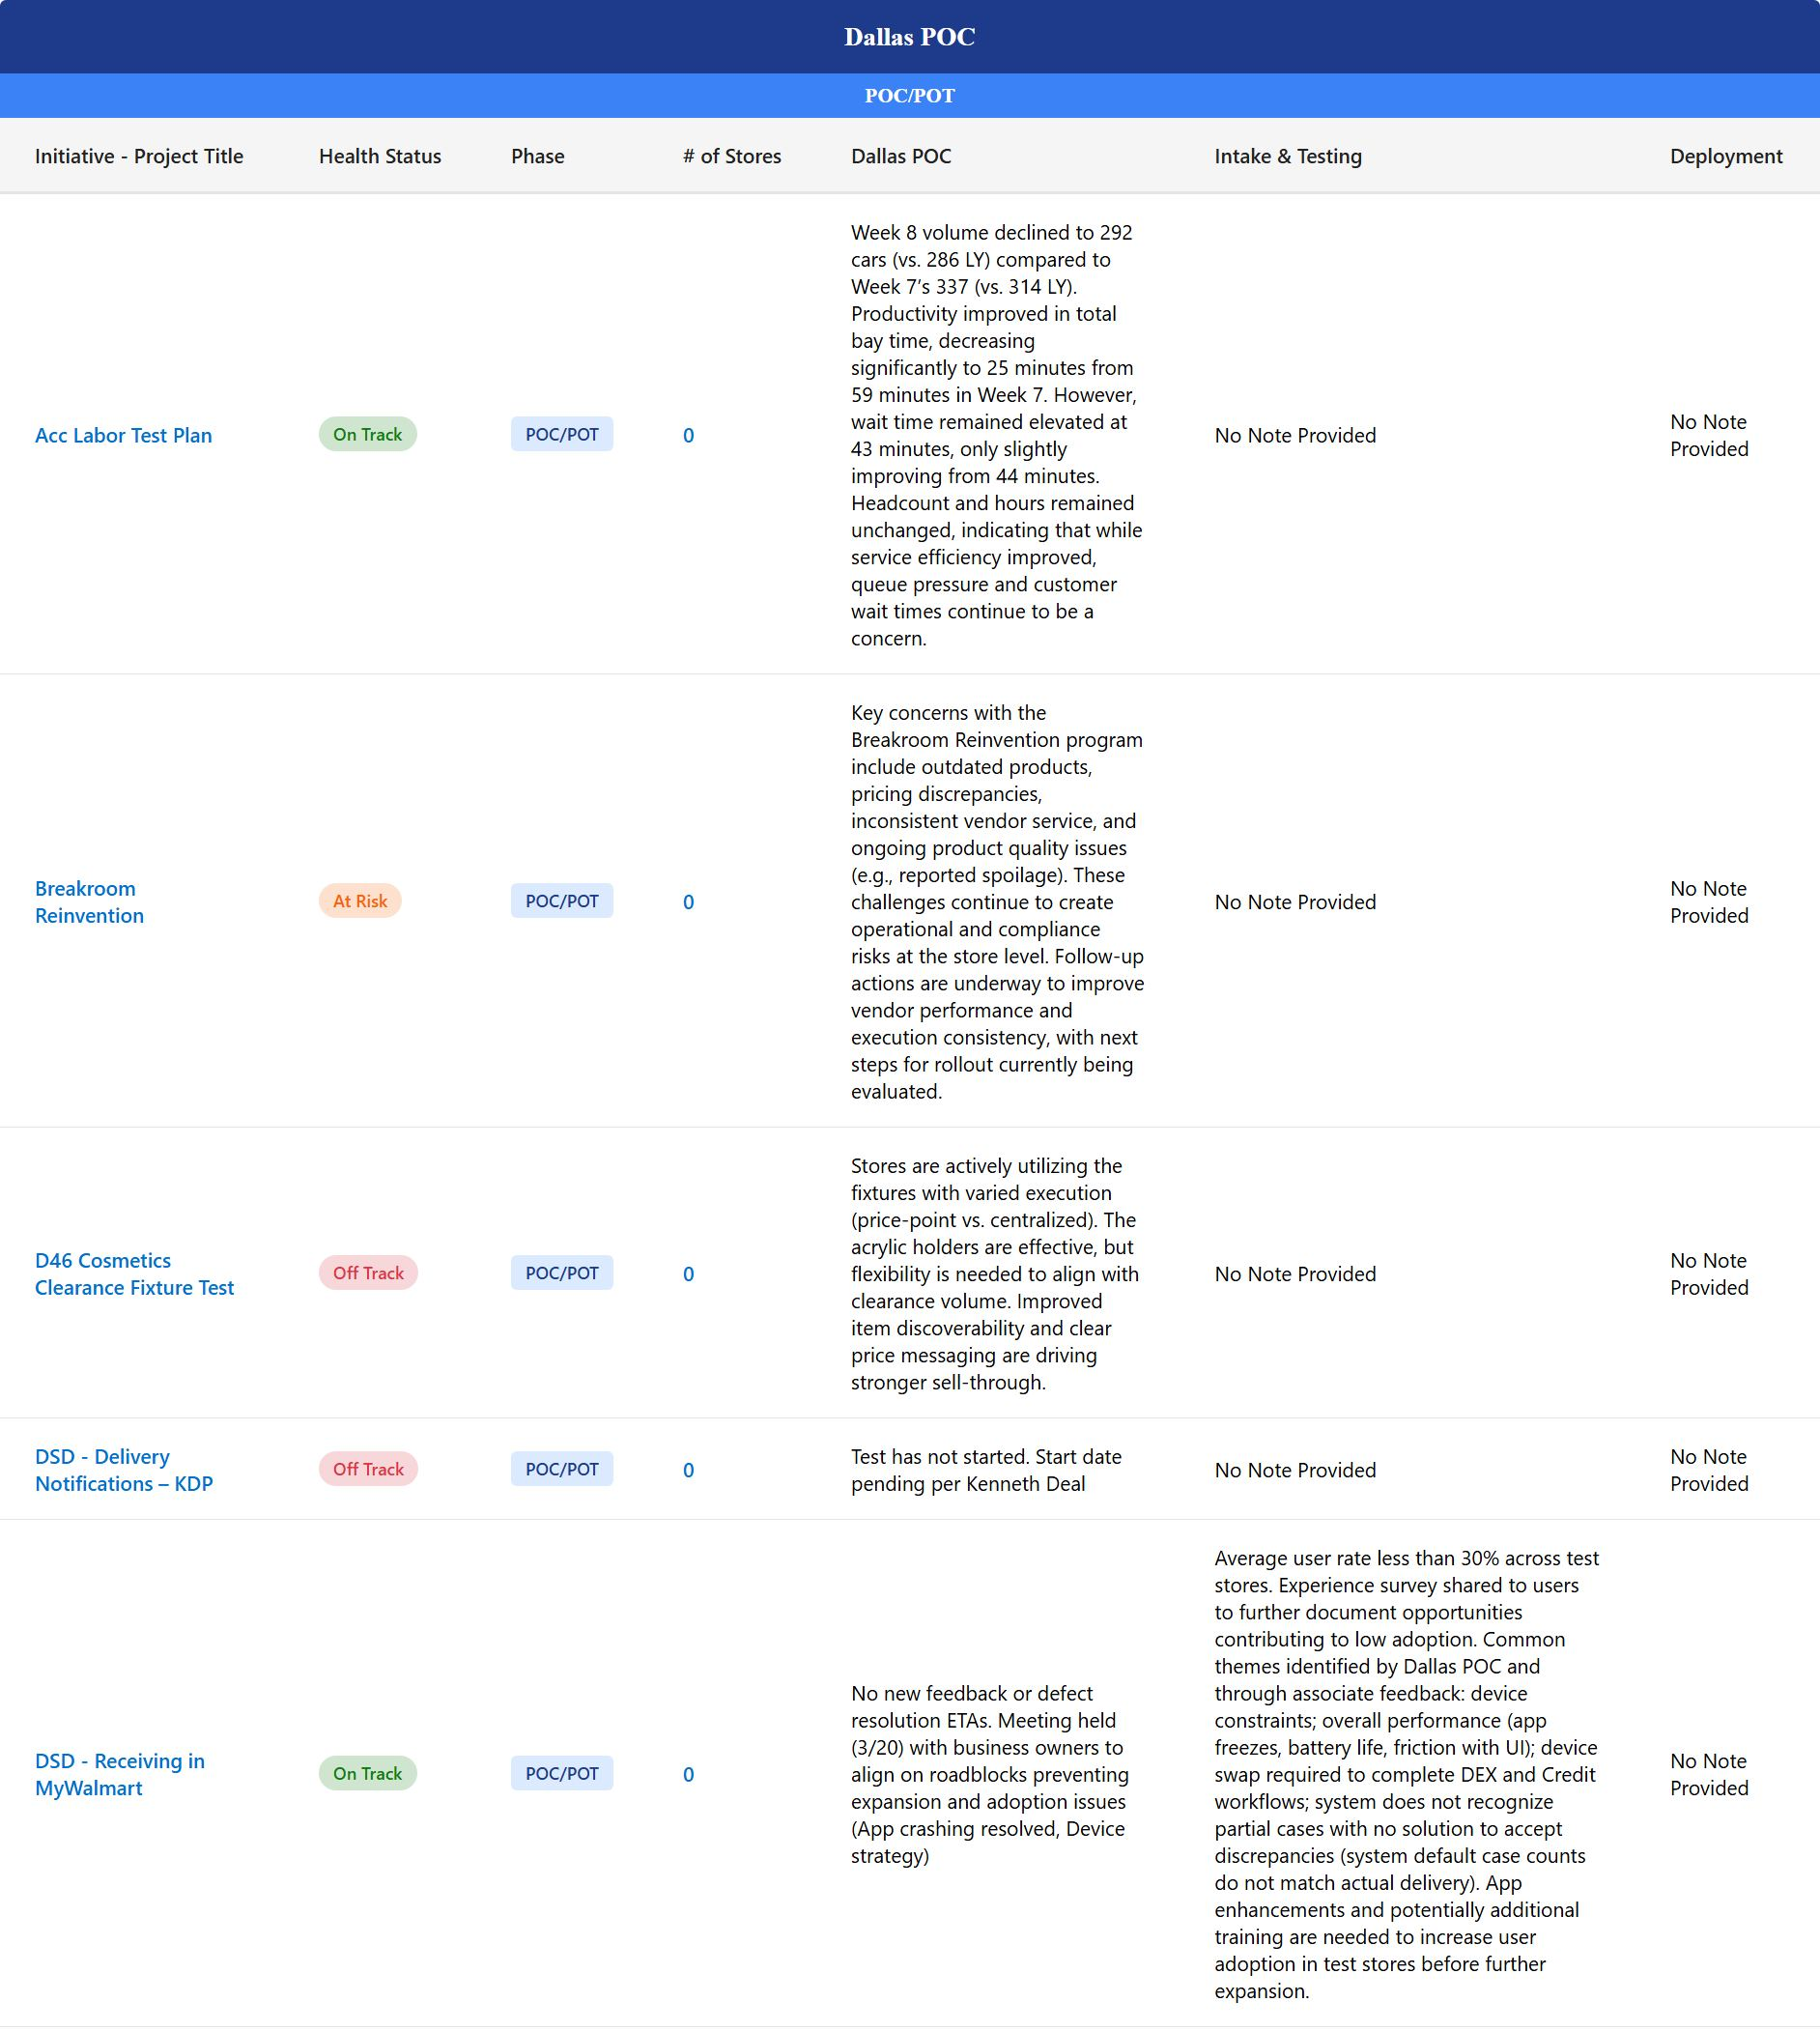 Dallas POC
POC/POT
Initiative - Project Title Health Status Phase # of Stores Dallas POC Intake & Testing Deployment
Acc Labor Test Plan
On Track
POC/POT
0
Week 8 volume declined to 292
cars (vs. 286 LY) compared to
Week 7’s 337 (vs. 314 LY).
Productivity improved in total
bay time, decreasing
significantly to 25 minutes from
59 minutes in Week 7. However,
wait time remained elevated at
43 minutes, only slightly
improving from 44 minutes.
Headcount and hours remained
unchanged, indicating that while
service efficiency improved,
queue pressure and customer
wait times continue to be a
concern.
No Note Provided
No Note
Provided
Breakroom
Reinvention
At Risk
POC/POT
0
Key concerns with the
Breakroom Reinvention program
include outdated products,
pricing discrepancies,
inconsistent vendor service, and
ongoing product quality issues
(e.g., reported spoilage). These
challenges continue to create
operational and compliance
risks at the store level. Follow-up
actions are underway to improve
vendor performance and
execution consistency, with next
steps for rollout currently being
evaluated.
No Note Provided
No Note
Provided
D46 Cosmetics
Clearance Fixture Test
Off Track
POC/POT
0
Stores are actively utilizing the
fixtures with varied execution
(price-point vs. centralized). The
acrylic holders are effective, but
flexibility is needed to align with
clearance volume. Improved
item discoverability and clear
price messaging are driving
stronger sell-through.
No Note Provided
No Note
Provided
DSD - Delivery
Notifications – KDP
Off Track
POC/POT
0
Test has not started. Start date
pending per Kenneth Deal
No Note Provided
No Note
Provided
DSD - Receiving in
MyWalmart
On Track
POC/POT
0
No new feedback or defect
resolution ETAs. Meeting held
(3/20) with business owners to
align on roadblocks preventing
expansion and adoption issues
(App crashing resolved, Device
strategy)
Average user rate less than 30% across test
stores. Experience survey shared to users
to further document opportunities
contributing to low adoption. Common
themes identified by Dallas POC and
through associate feedback: device
constraints; overall performance (app
freezes, battery life, friction with UI); device
swap required to complete DEX and Credit
workflows; system does not recognize
partial cases with no solution to accept
discrepancies (system default case counts
do not match actual delivery). App
enhancements and potentially additional
training are needed to increase user
adoption in test stores before further
expansion.
No Note
Provided